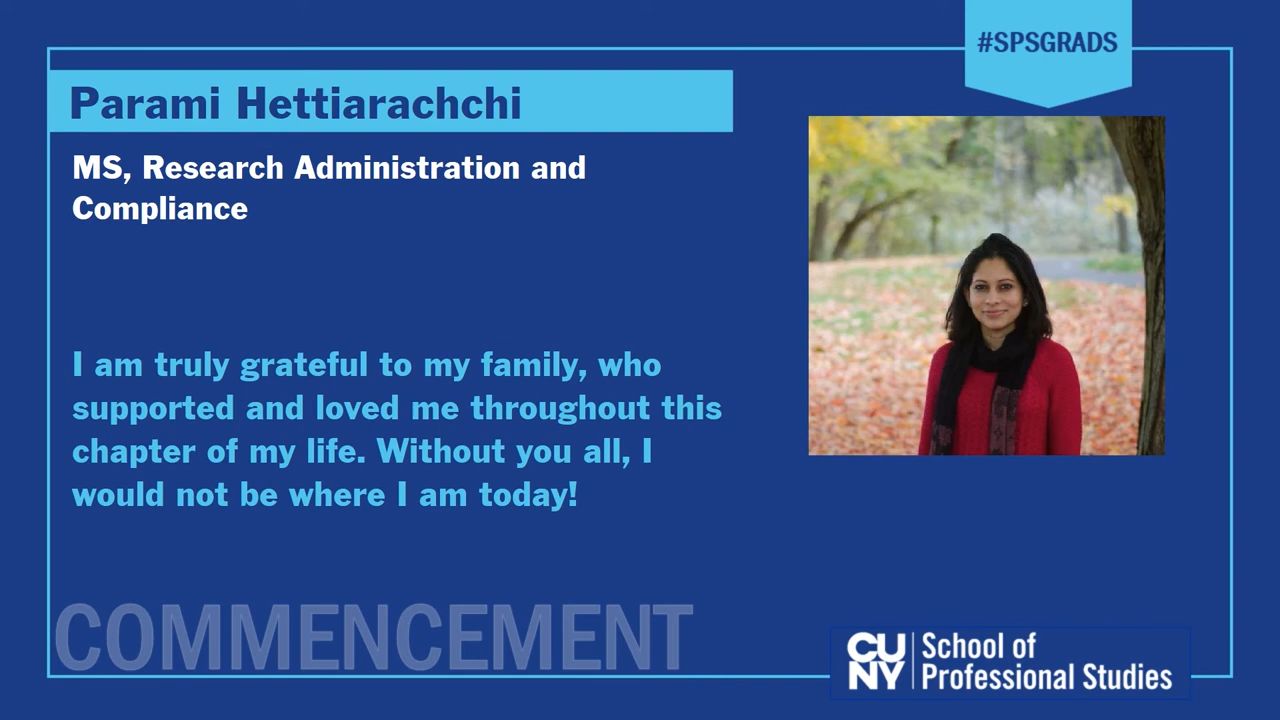 #SPSGRADS
Parami Hettiarachchi
MS, Research Administration and
Compliance
I am truly grateful to my family, who
supported and loved me throughout this
chapter of my life. Without you all, I
would not be where I am today!
COMMENCEMENT
CU
NY
School of
Professional Studies